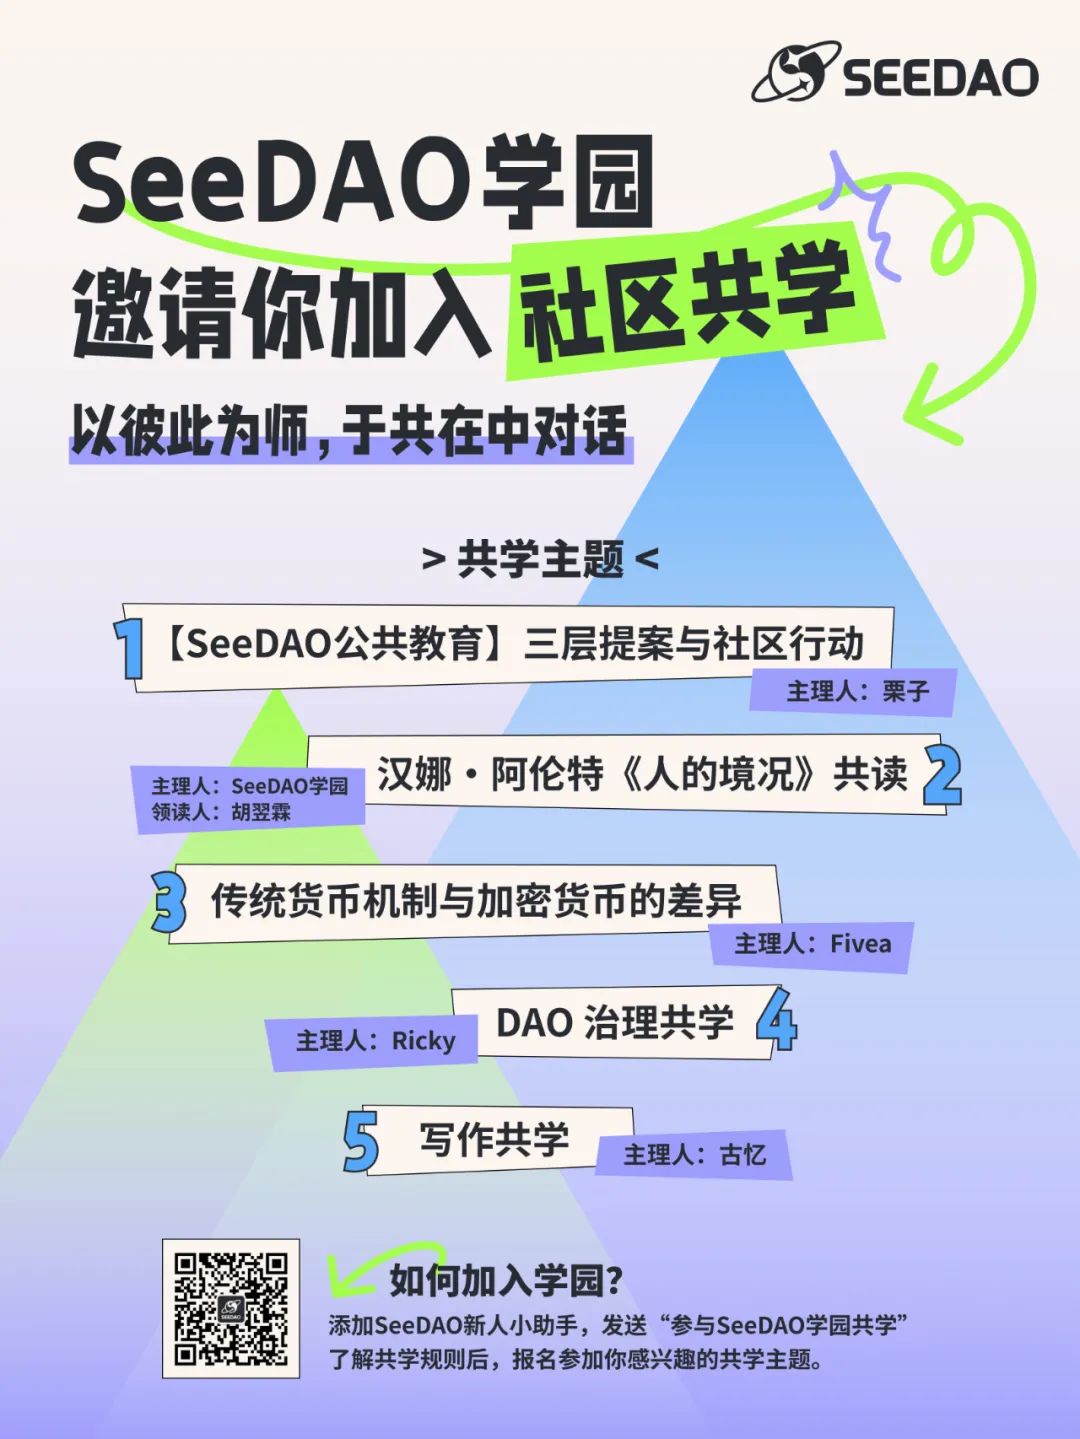 SEEDAO
SeeDAO学园
邀请你加入 社区共学
以彼此为师，于共在中对话
> 共学主题 <
1
【SeeDAO公共教育】三层提案与社区行动
主理人：栗子
汉娜·阿伦特《人的境况》共读
2
主理人：SeeDAO学园
领读人：胡翌霖
3
传统货币机制与加密货币的差异
主理人：Fivea
DAO 治理共学
4
主理人：Ricky
5
写作共学
主理人：古忆
SEEDAO
如何加入学园？
添加SeeDAO新人小助手，发送“参与SeeDAO学园共学”
了解共学规则后，报名参加你感兴趣的共学主题。